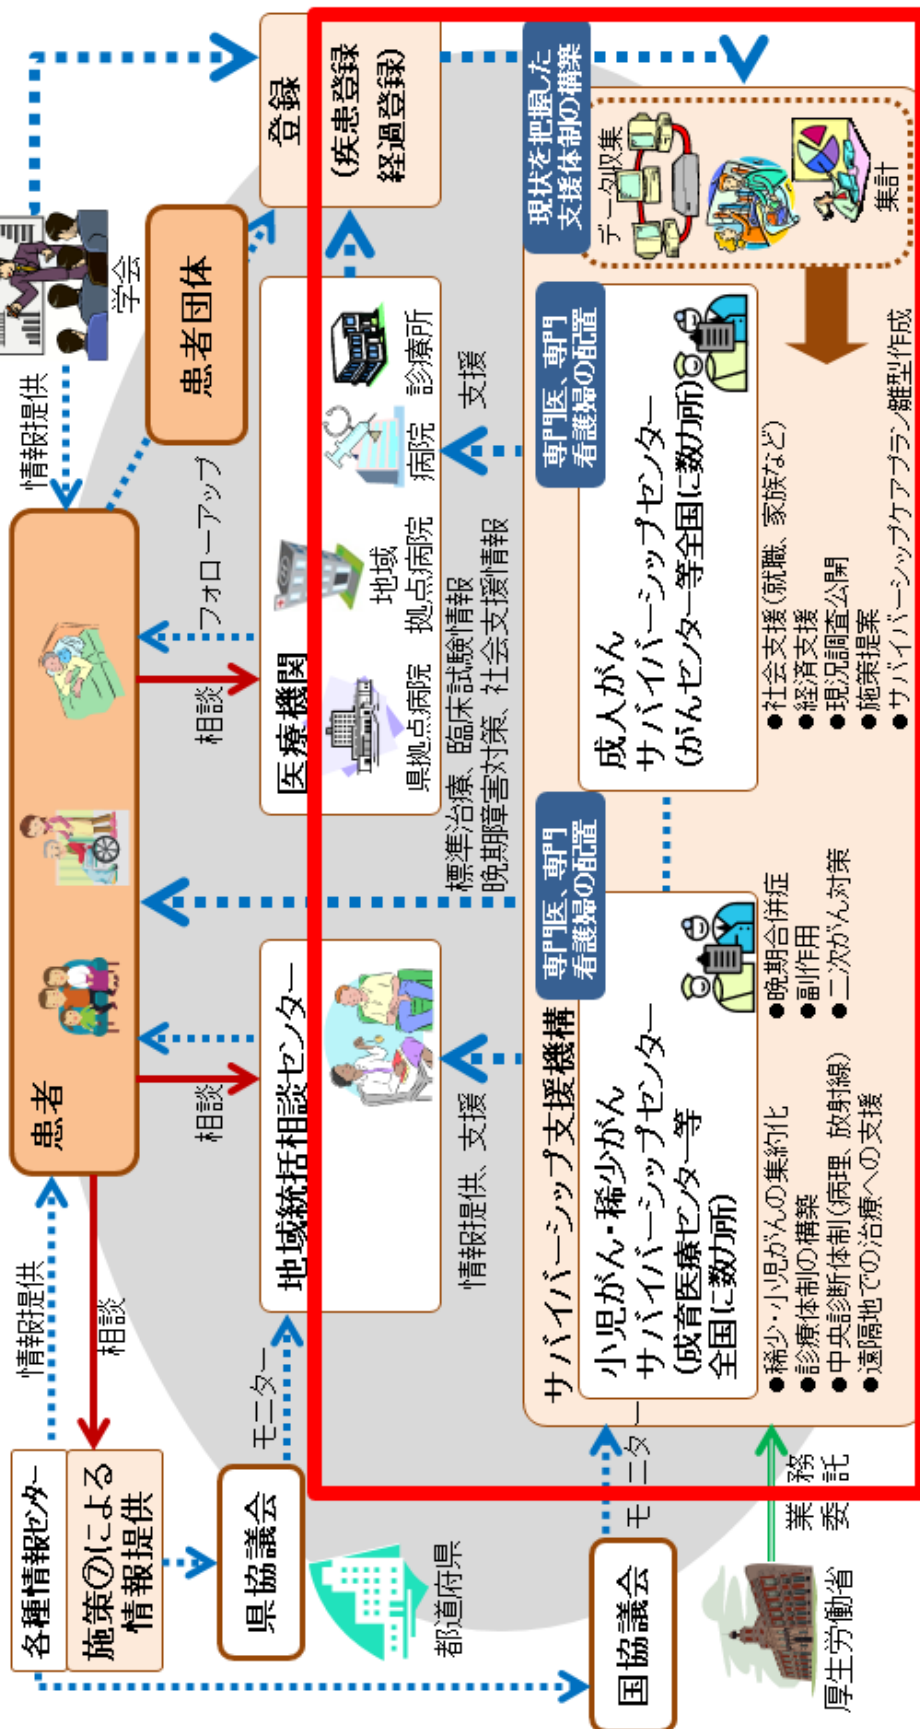 各種情報センター
施策⑦による
情報提供
情報提供
相談
患者
情報提供
学会
県協議会
都道府県
モニター
相談
相談
フォローアップ
患者団体
地域統括相談センター
医療機関
県拠点病院
地域
拠点病院
病院
診療所
登録
(疾患登録
経過登録)
情報提供、支援
標準治療、臨床試験情報
晩期障害対策、社会支援情報
支援
国協議会
モニター
厚生労働省
業務
委託
サバイバーシップ支援機構
専門医、専門
看護婦の配置
小児がん・稀少がん
サバイバーシップセンター
(成育医療センター等
全国に数カ所)
専門医、専門
看護婦の配置
成人がん
サバイバーシップセンター
(がんセンター等全国に数カ所)
現状を把握した
支援体制の構築
データ収集
集計
●稀少・小児がんの集約化
●診療体制の構築
●中央診断体制(病理、放射線)
●遠隔地での治療への支援
●晩期合併症
●副作用
●二次がん対策
●社会支援(就職、家族など)
●経済支援
●現況調査公開
●施策提案
●サバイバーシップケアプラン雛型作成